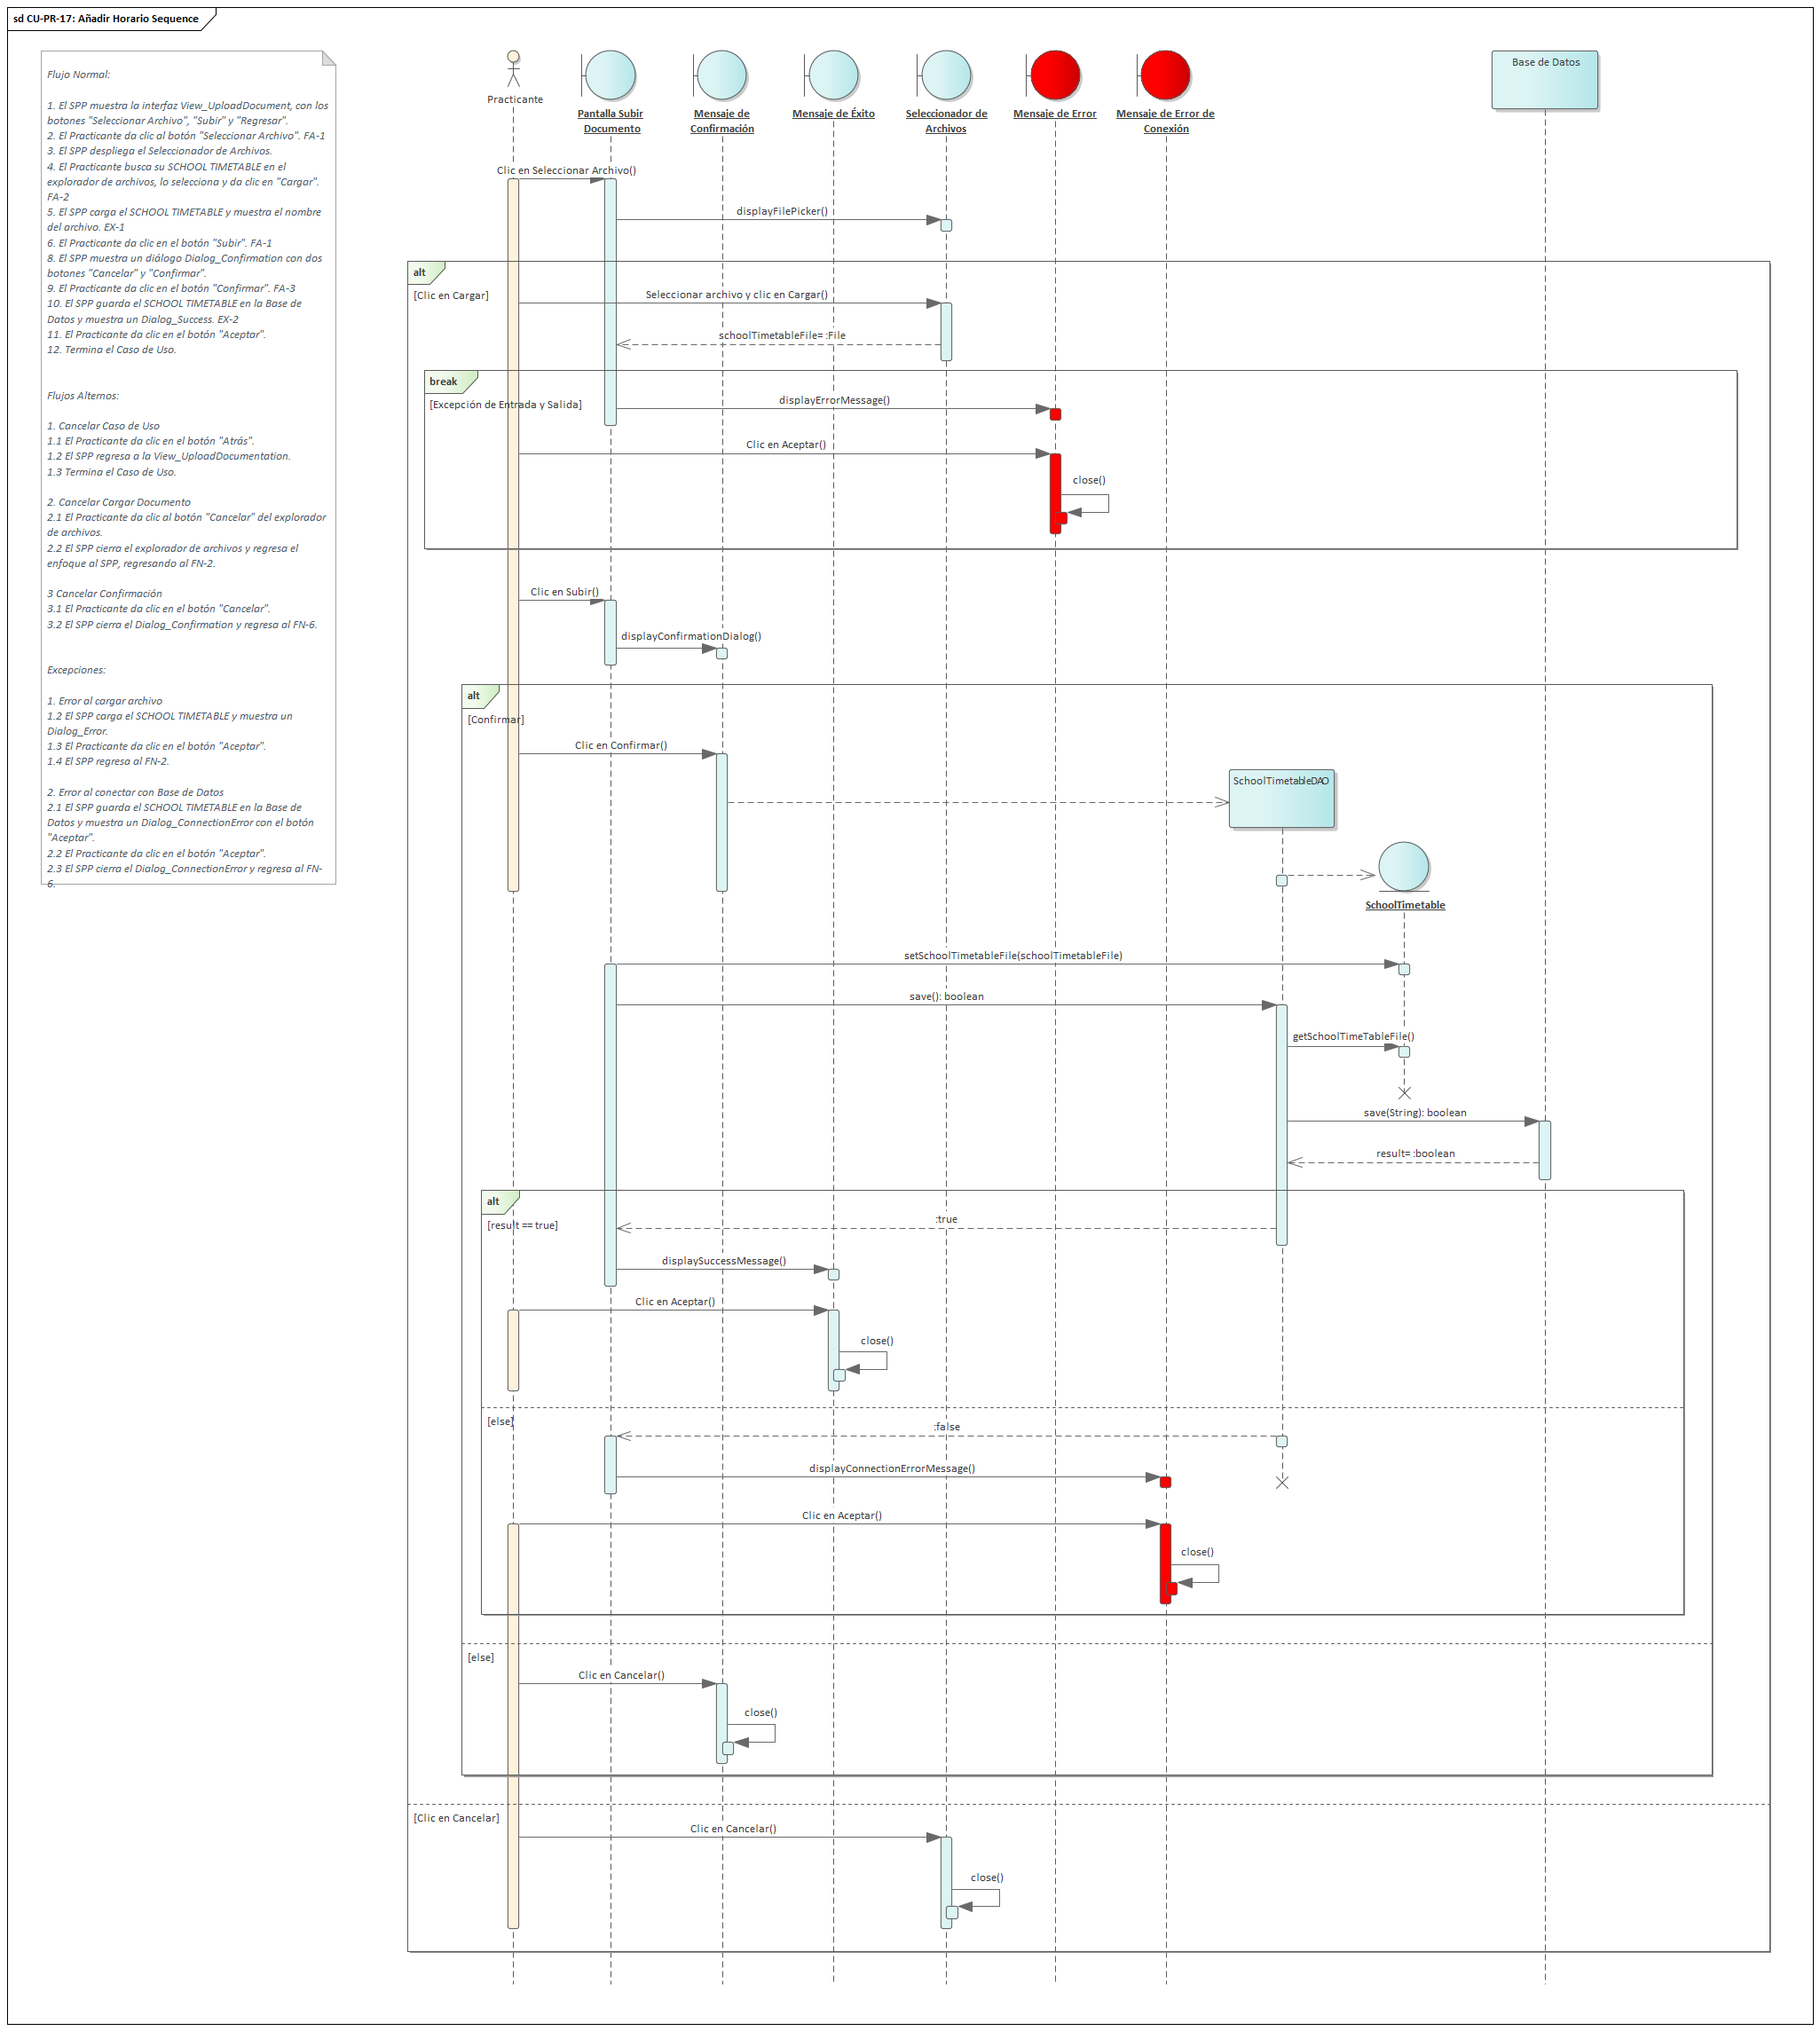 sd CU-PR-17: Añadir Horario Sequence
Flujo Normal:
1. El SPP muestra la interfaz View_UploadDocument, con los
botones "Seleccionar Archivo", "Subir" y "Regresar".
2. El Practicante da clic al botón "Seleccionar Archivo". FA-1
3. El SPP despliega el Seleccionador de Archivos.
4. El Practicante busca su SCHOOL TIMETABLE en el
explorador de archivos, lo selecciona y da clic en "Cargar".
FA-2
5. El SPP carga el SCHOOL TIMETABLE y muestra el nombre
del archivo. EX-1
6. El Practicante da clic en el botón "Subir". FA-1
8. El SPP muestra un diálogo Dialog_Confirmation con dos
botones "Cancelar" y "Confirmar".
9. El Practicante da clic en el botón "Confirmar". FA-3
10. El SPP guarda el SCHOOL TIMETABLE en la Base de
Datos y muestra un Dialog_Success. EX-2
11. El Practicante da clic en el botón "Aceptar".
12. Termina el Caso de Uso.
Flujos Alternos:
1. Cancelar Caso de Uso
1.1 El Practicante da clic en el botón "Atrás".
1.2 El SPP regresa a la View_UploadDocumentation.
1.3 Termina el Caso de Uso.
2. Cancelar Cargar Documento
2.1 El Practicante da clic al botón "Cancelar" del explorador
de archivos.
2.2 El SPP cierra el explorador de archivos y regresa el
enfoque al SPP, regresando al FN-2.
3 Cancelar Confirmación
3.1 El Practicante da clic en el botón "Cancelar".
3.2 El SPP cierra el Dialog_Confirmation y regresa al FN-6.
Excepciones:
1. Error al cargar archivo
1.2 El SPP carga el SCHOOL TIMETABLE y muestra un
Dialog_Error.
1.3 El Practicante da clic en el botón "Aceptar".
1.4 El SPP regresa al FN-2.
2. Error al conectar con Base de Datos
2.1 El SPP guarda el SCHOOL TIMETABLE en la Base de
Datos y muestra un Dialog_ConnectionError con el botón
"Aceptar".
2.2 El Practicante da clic en el botón "Aceptar".
2.3 El SPP cierra el Dialog_ConnectionError y regresa al FN-
6.
Practicante
Pantalla Subir
Documento
Mensaje de
Confirmación
Mensaje de Éxito
Seleccionador de
Archivos
Mensaje de Error
Mensaje de Error de
Conexión
Base de Datos
Clic en Seleccionar Archivo()
displayFilePicker()
alt
[Clic en Cargar]
Seleccionar archivo y clic en Cargar()
schoolTimetableFile= :File
break
[Excepción de Entrada y Salida]
displayErrorMessage()
Clic en Aceptar()
close()
Clic en Subir()
displayConfirmationDialog()
alt
[Confirmar]
Clic en Confirmar()
SchoolTimetableDAO
SchoolTimetable
setSchoolTimetableFile(schoolTimetableFile)
save(): boolean
getSchoolTimeTableFile()
save(String): boolean
result= :boolean
alt
[result == true]
:true
displaySuccessMessage()
Clic en Aceptar()
close()
[else]
:false
displayConnectionErrorMessage()
Clic en Aceptar()
close()
[else]
Clic en Cancelar()
close()
[Clic en Cancelar]
Clic en Cancelar()
close()